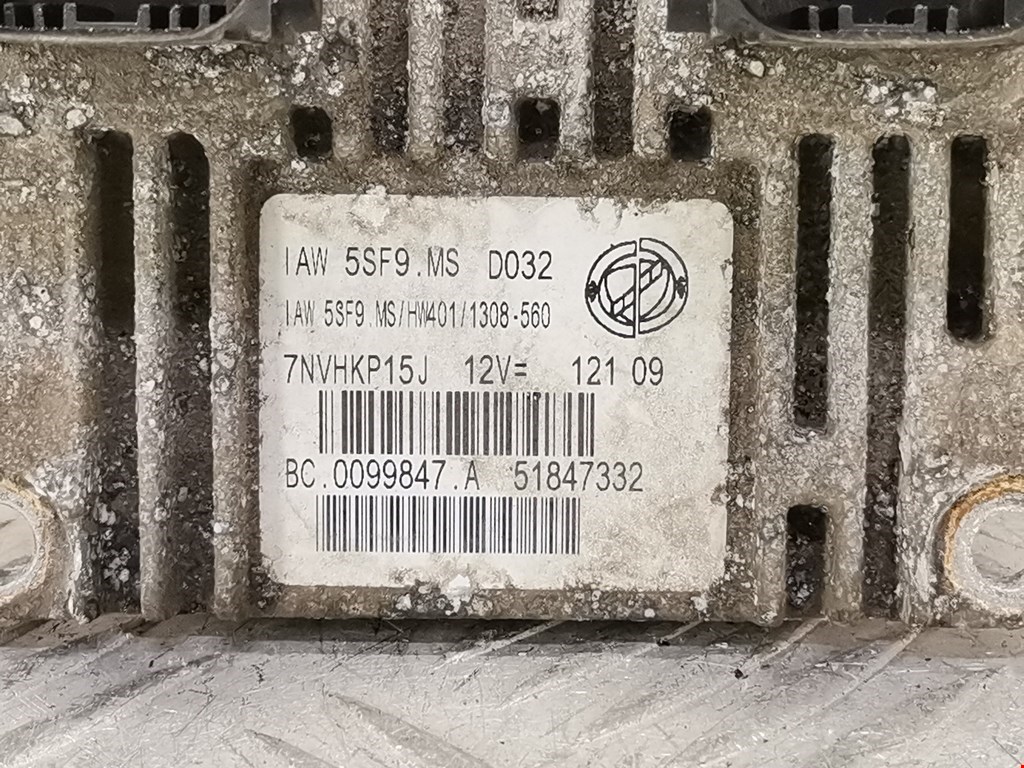 IAW 5SF9.MS D032
IAW 5SF9.MS/HW401/1308-560
7NVHKP15J 12V= 121 09
BC.0099847.A 51847332